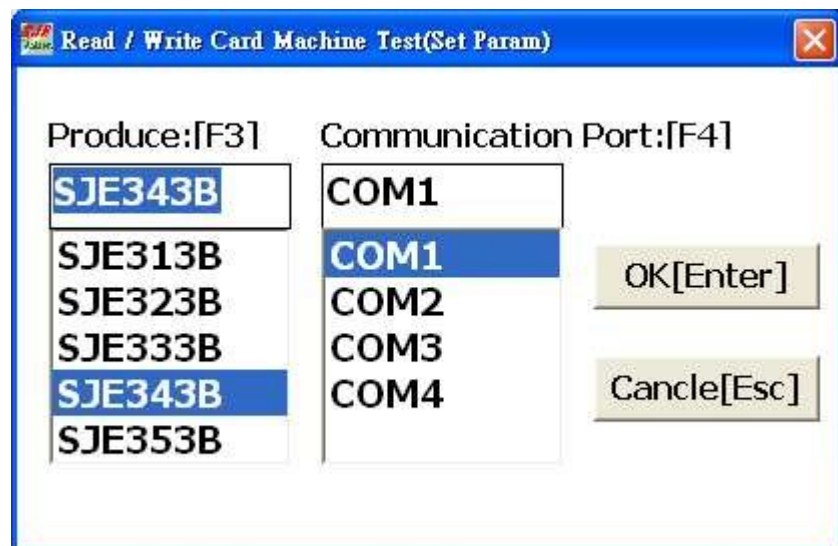 Read / Write Card Machine Test(Set Param)
Produce:[F3]
Communication Port:[F4]
SJE343B
COM1
SJE313B
SJE323B
SJE333B
SJE343B
SJE353B
COM1
COM2
COM3
COM4
OK[Enter]
Cancle[Esc]